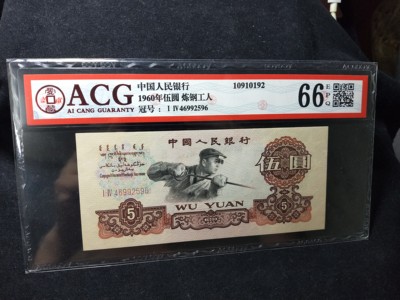 ACG
AI CANG GUARANTY
中国人民银行
1960年伍圆 炼钢工人
冠号: I IV46992596
10910192
66 EPQ
中國人民銀行
I IV 46992596
伍圆
5
WU YUAN
5